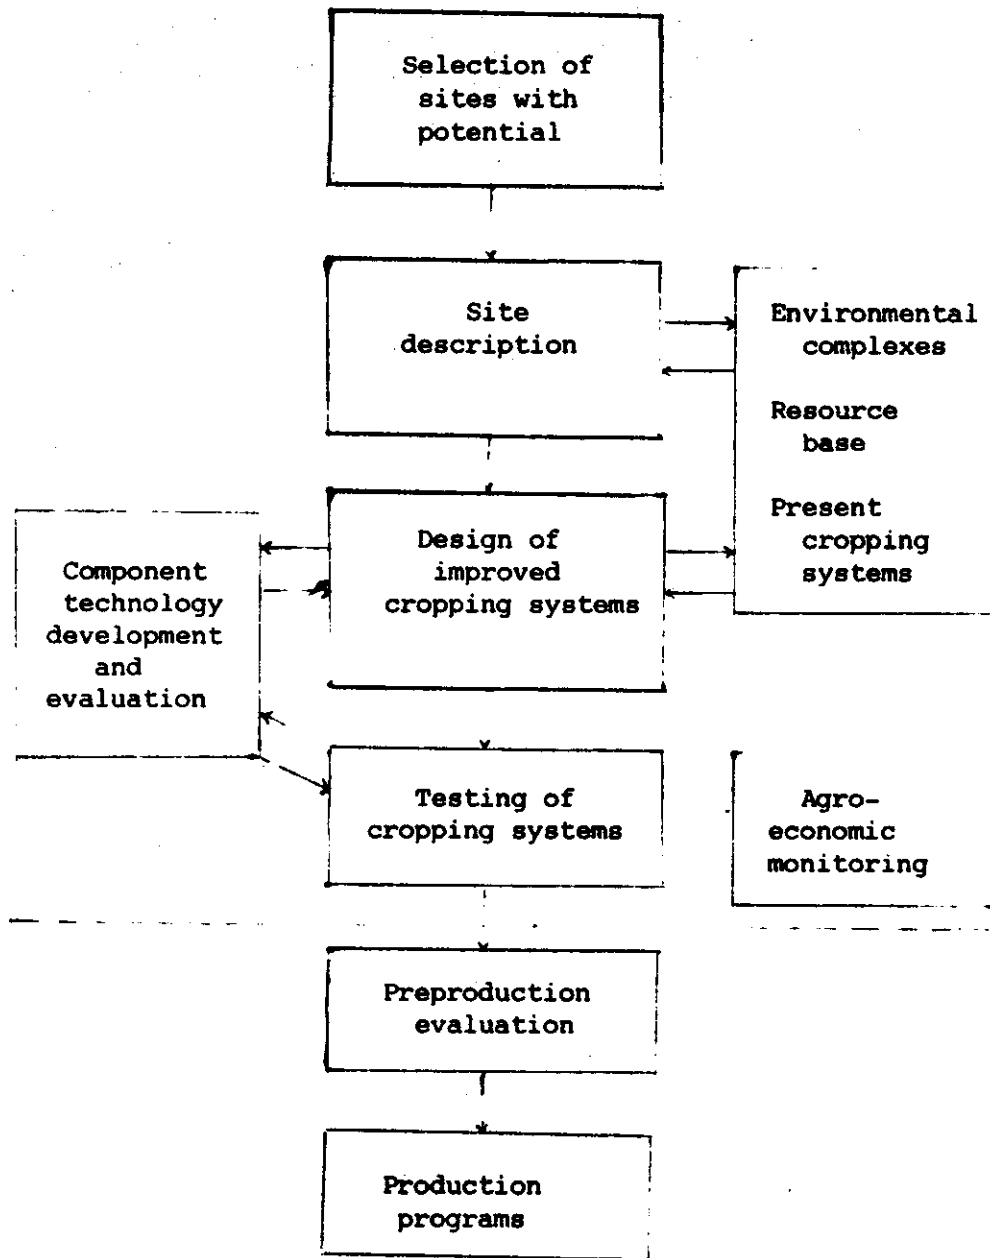 Selection of
sites with
potential
Site
description
Environmental
complexes
Resource
base
Present
cropping
systems
Design of
improved
cropping systems
Component
technology
development
and
evaluation
Testing of
cropping systems
Agro-
economic
monitoring
Preproduction
evaluation
Production
programs